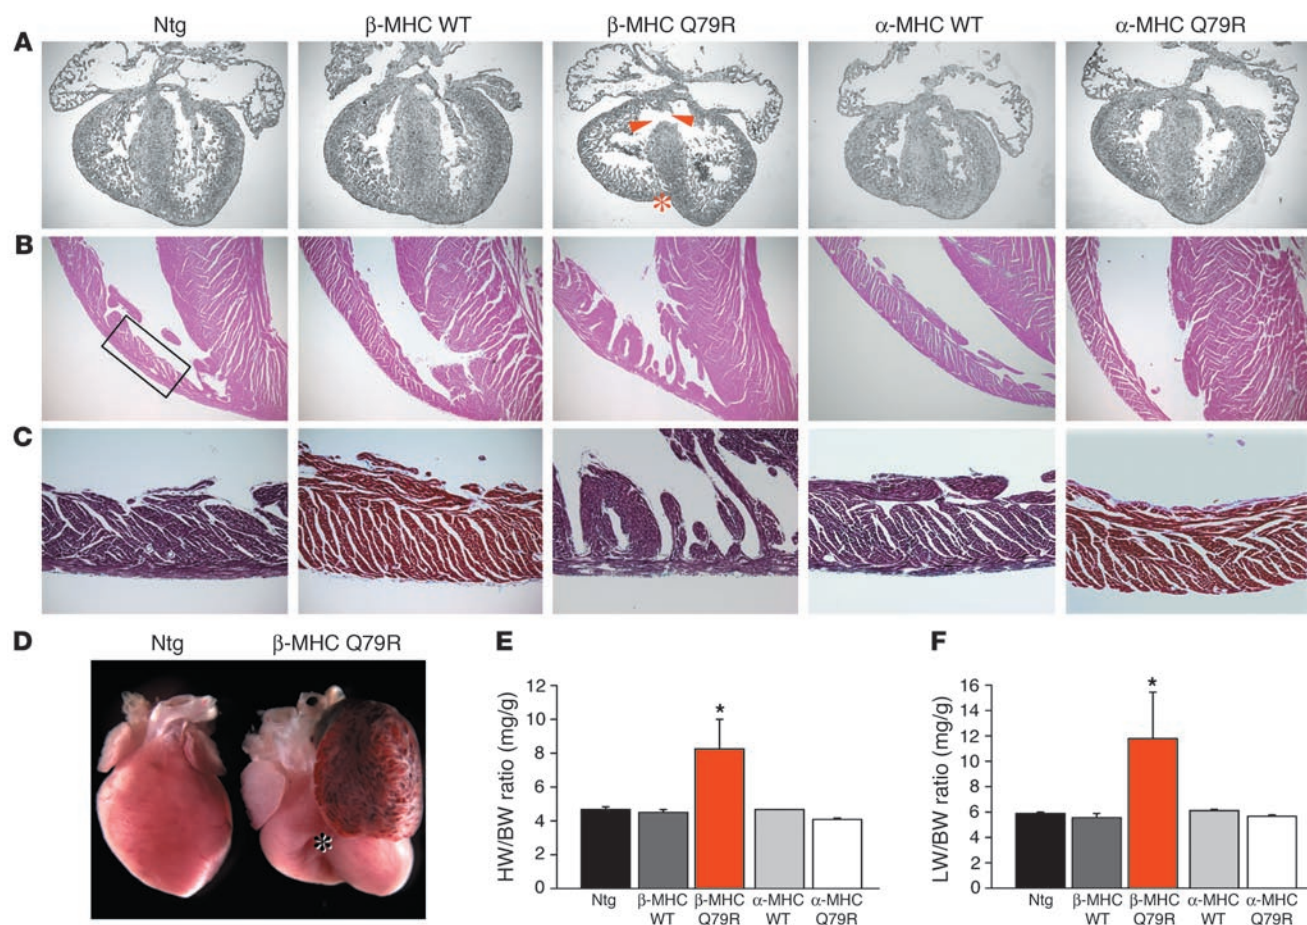 Ntg β-MHC WT β-MHC Q79R α-MHC WT α-MHC Q79R
A
*
B
C
D Ntg β-MHC Q79R
*
E
HW/BW ratio (mg/g)
12
10
8
6
4
2
0
*
Ntg β-MHC WT β-MHC Q79R α-MHC WT α-MHC Q79R
F
LW/BW ratio (mg/g)
16
14
12
10
8
6
4
2
0
*
Ntg β-MHC WT β-MHC Q79R α-MHC WT α-MHC Q79R